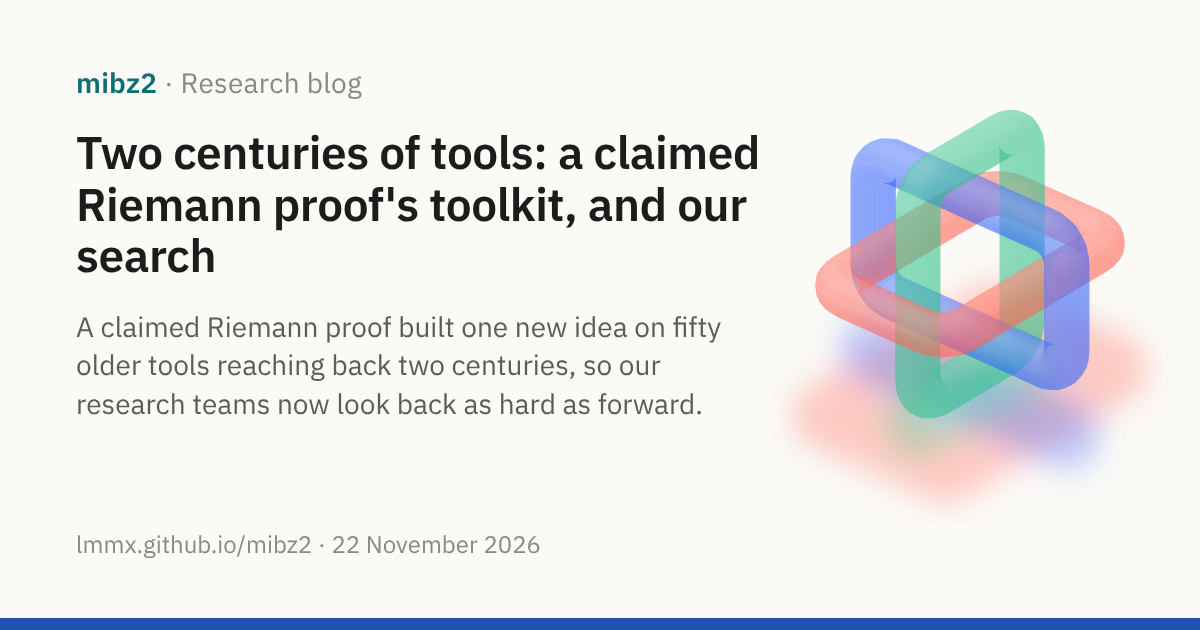 mibz2 · Research blog
Two centuries of tools: a claimed
Riemann proof's toolkit, and our
search
A claimed Riemann proof built one new idea on fifty
older tools reaching back two centuries, so our
research teams now look back as hard as forward.
lmmx.github.io/mibz2 · 22 November 2026